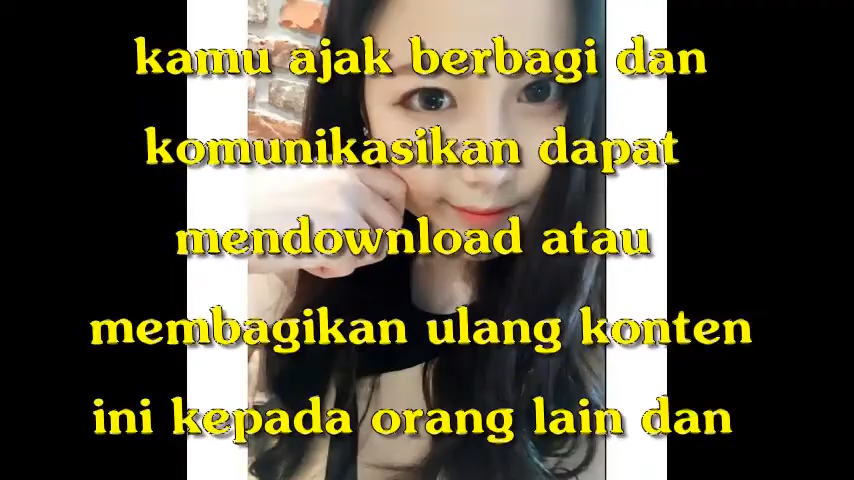 kamu ajak berbagi dan
komunikasikan dapat
mendownload atau
membagikan ulang konten
ini kepada orang lain dan